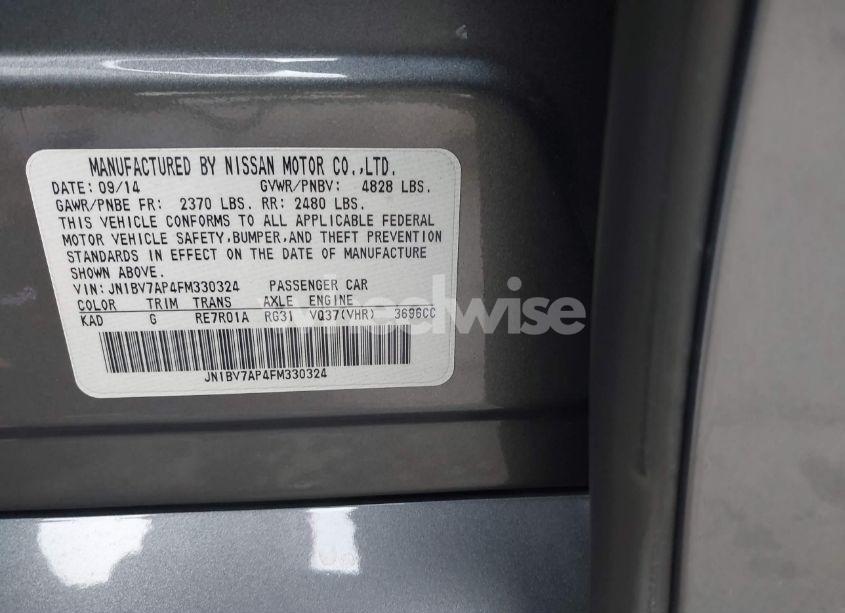 MANUFACTURED BY NISSAN MOTOR CO.,LTD.
DATE: 09/14 GVWR/PNBV: 4828 LBS.
GAWR/PNBE FR: 2370 LBS. RR: 2480 LBS.
THIS VEHICLE CONFORMS TO ALL APPLICABLE FEDERAL
MOTOR VEHICLE SAFETY,BUMPER,AND THEFT PREVENTION
STANDARDS IN EFFECT ON THE DATE OF MANUFACTURE
SHOWN ABOVE.
VIN: JN1BV7AP4FM330324 PASSENGER CAR
COLOR TRIM TRANS AXLE ENGINE
KAD G RE7R01A RG31 VQ37(VHR) 3696CC
JN1BV7AP4FM330324
wheelwise